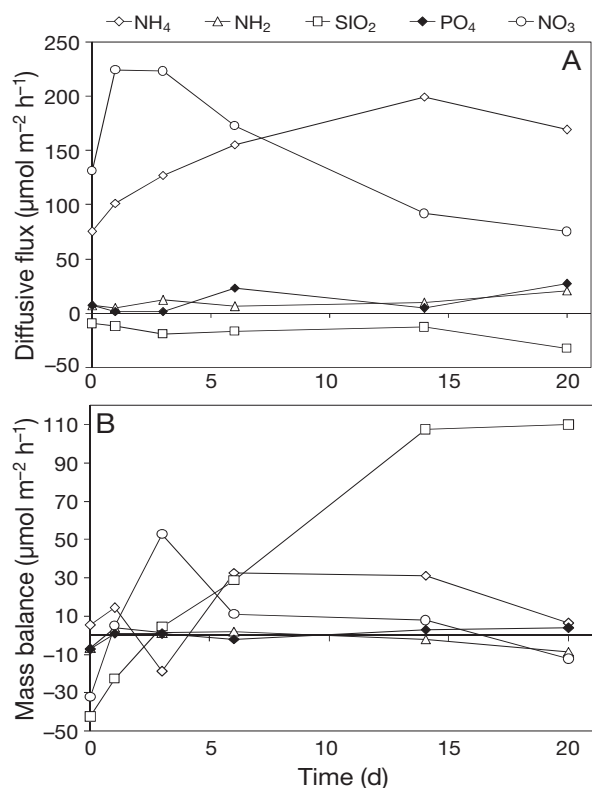 NH₄ NH₂ SIO₂ PO₄ NO₃
A
Diffusive flux (µmol m⁻² h⁻¹)
250
200
150
100
50
0
−50
0 5 10 15 20
B
Mass balance (µmol m⁻² h⁻¹)
110
90
70
50
30
10
−10
−30
−50
0 5 10 15 20
Time (d)